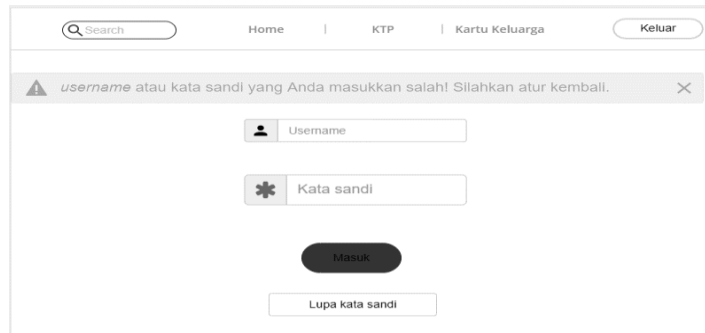 Search Home | KTP | Kartu Keluarga Keluar
username atau kata sandi yang Anda masukkan salah! Silahkan atur kembali.
Username
Kata sandi
Masuk
Lupa kata sandi